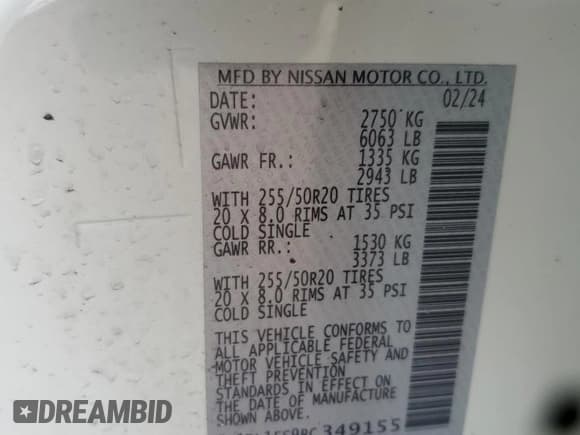 MFD BY NISSAN MOTOR CO., LTD.
DATE: 02/24
GVWR: 2750 KG
6063 LB
GAWR FR.: 1335 KG
2943 LB
WITH 255/50R20 TIRES
20 X 8.0 RIMS AT 35 PSI
COLD SINGLE
GAWR RR.: 1530 KG
3373 LB
WITH 255/50R20 TIRES
20 X 8.0 RIMS AT 35 PSI
COLD SINGLE
THIS VEHICLE CONFORMS TO
ALL APPLICABLE FEDERAL
MOTOR VEHICLE SAFETY AND
THEFT PREVENTION
STANDARDS IN EFFECT ON
THE DATE OF MANUFACTURE
SHOWN ABOVE.
349155
DREAMBID